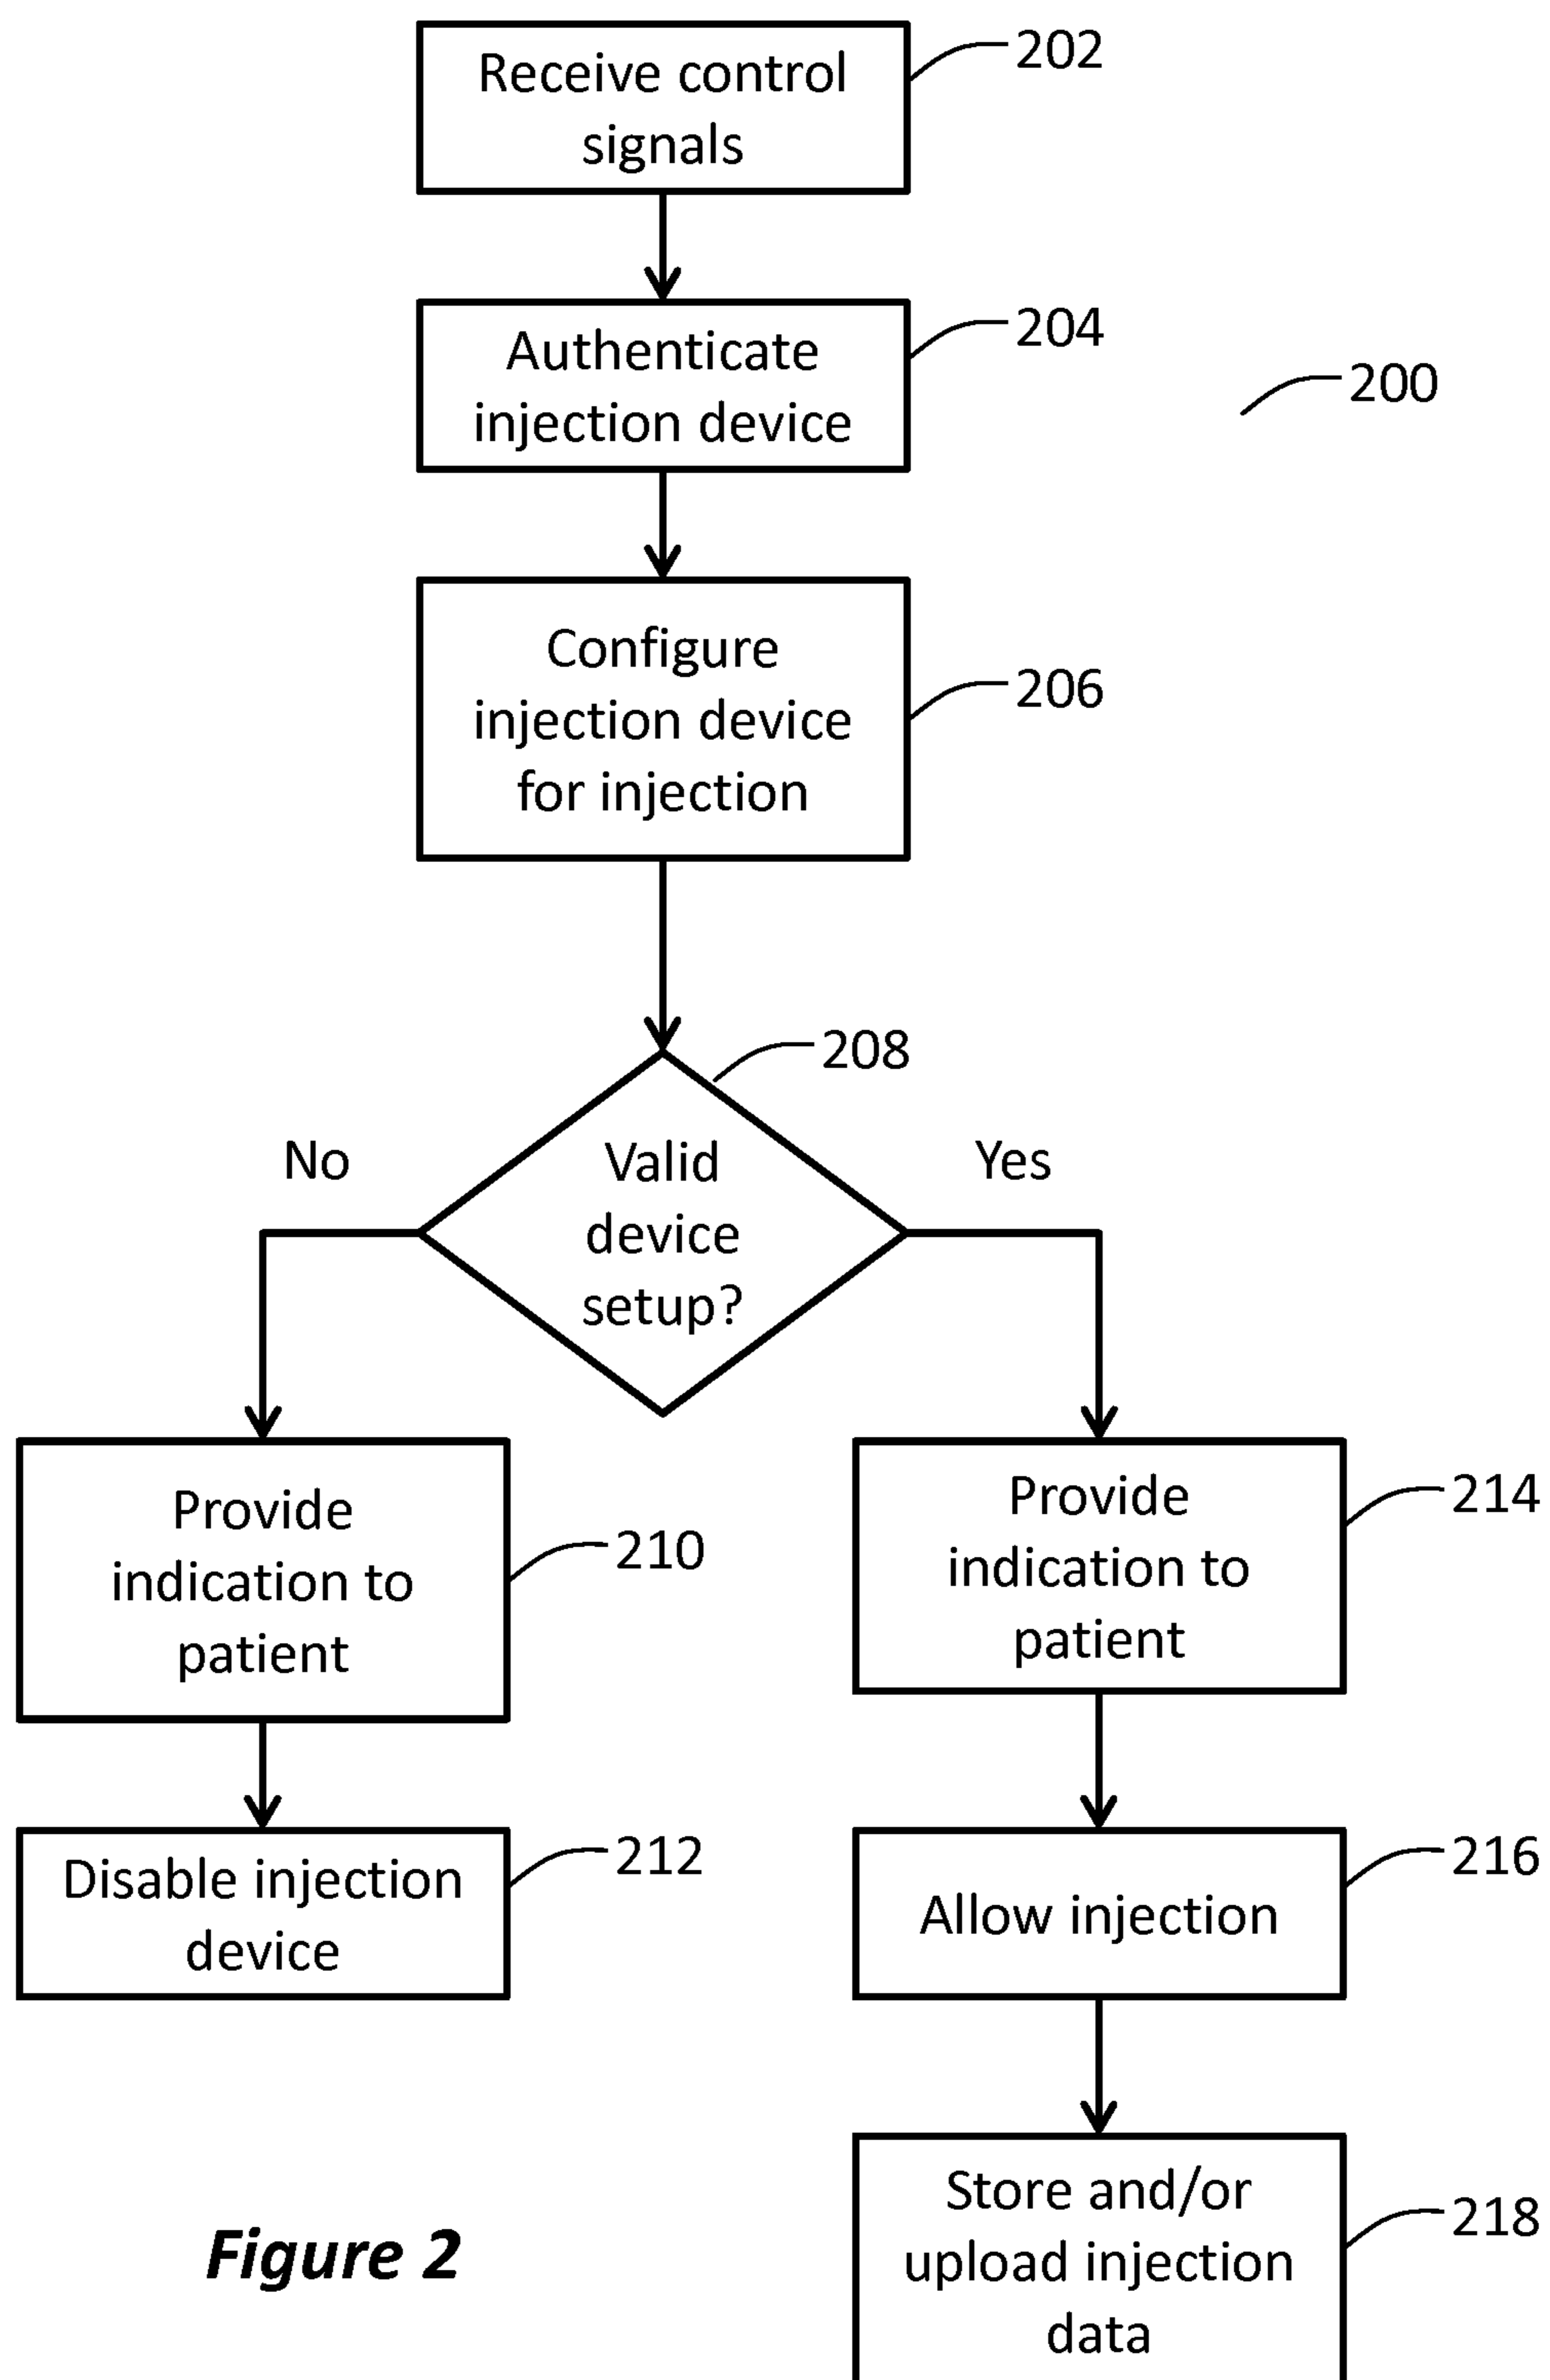 Receive control
signals
202
Authenticate
injection device
204
200
Configure
injection device
for injection
206
208
No
Valid
device
setup?
Yes
Provide
indication to
patient
210
Provide
indication to
patient
214
Disable injection
device
212
Allow injection
216
Store and/or
upload injection
data
218
Figure 2